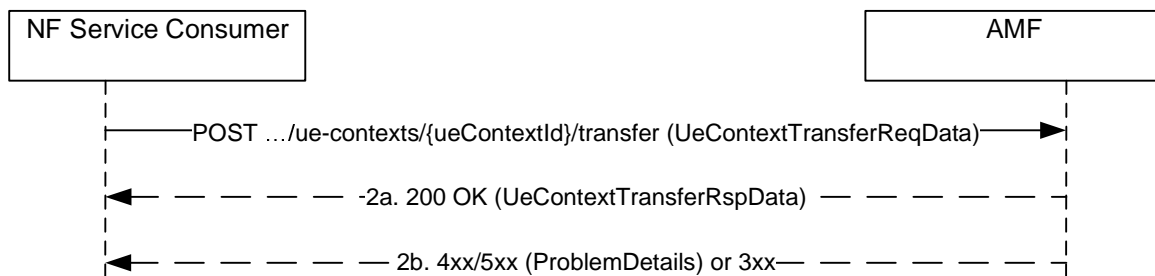 NF Service Consumer
AMF
POST …/ue-contexts/{ueContextId}/transfer (UeContextTransferReqData)
2a. 200 OK (UeContextTransferRspData)
2b. 4xx/5xx (ProblemDetails) or 3xx